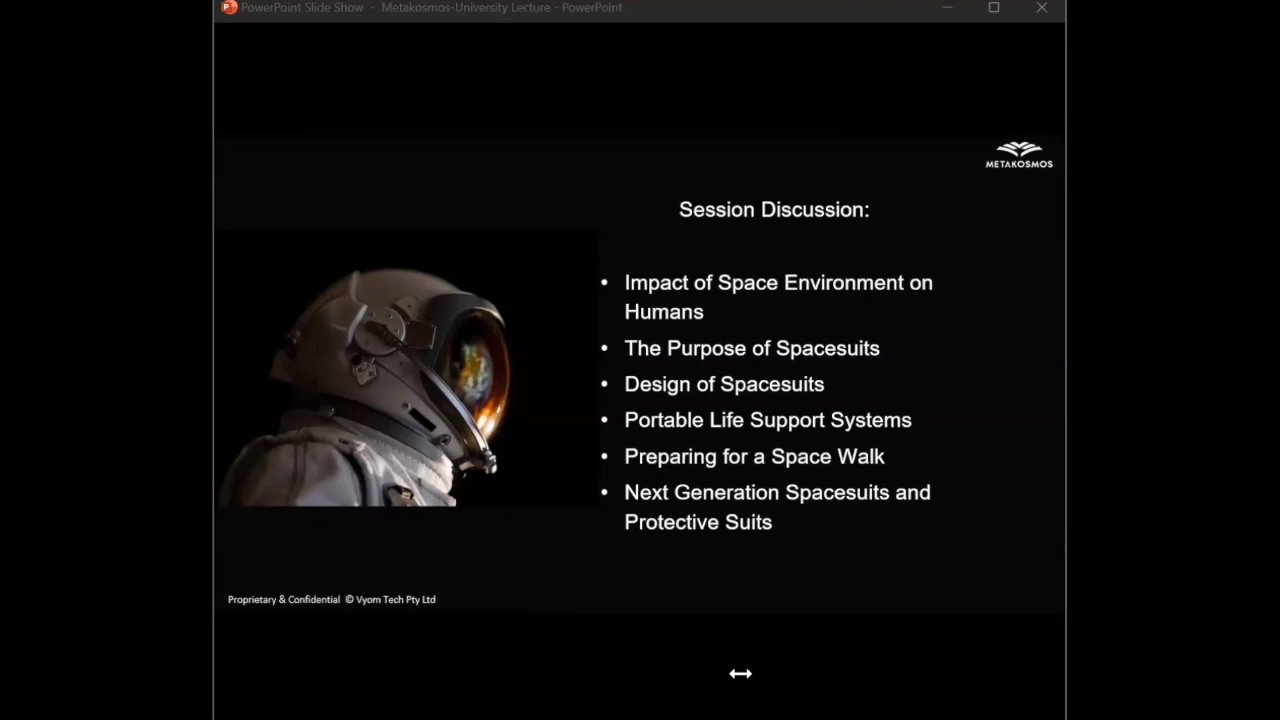 PowerPoint Slide Show - Metakosmos-University Lecture - PowerPoint
METAKOSMOS
Session Discussion:
• Impact of Space Environment on
Humans
• The Purpose of Spacesuits
• Design of Spacesuits
• Portable Life Support Systems
• Preparing for a Space Walk
• Next Generation Spacesuits and
Protective Suits
Proprietary & Confidential © Vyom Tech Pty Ltd